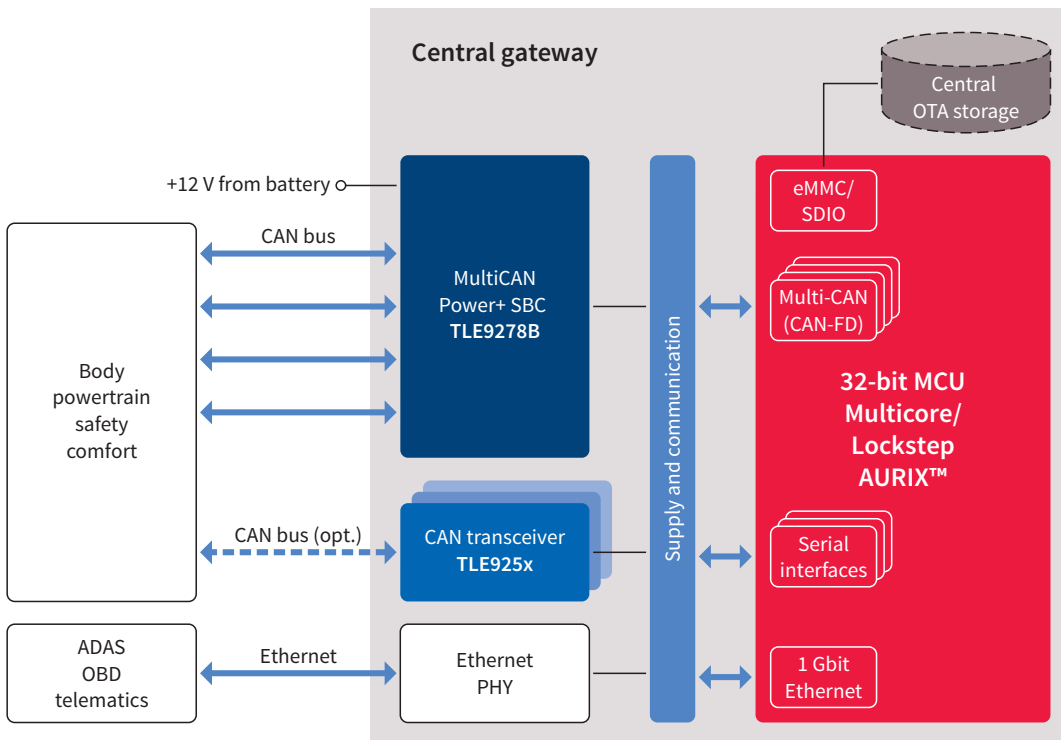 Central gateway
Central
OTA storage
+12 V from battery
CAN bus
Body
powertrain
safety
comfort
CAN bus (opt.)
ADAS
OBD
telematics
Ethernet
MultiCAN
Power+ SBC
TLE9278B
CAN transceiver
TLE925x
Ethernet
PHY
Supply and communication
eMMC/
SDIO
Multi-CAN
(CAN-FD)
32-bit MCU
Multicore/
Lockstep
AURIX™
Serial
interfaces
1 Gbit
Ethernet